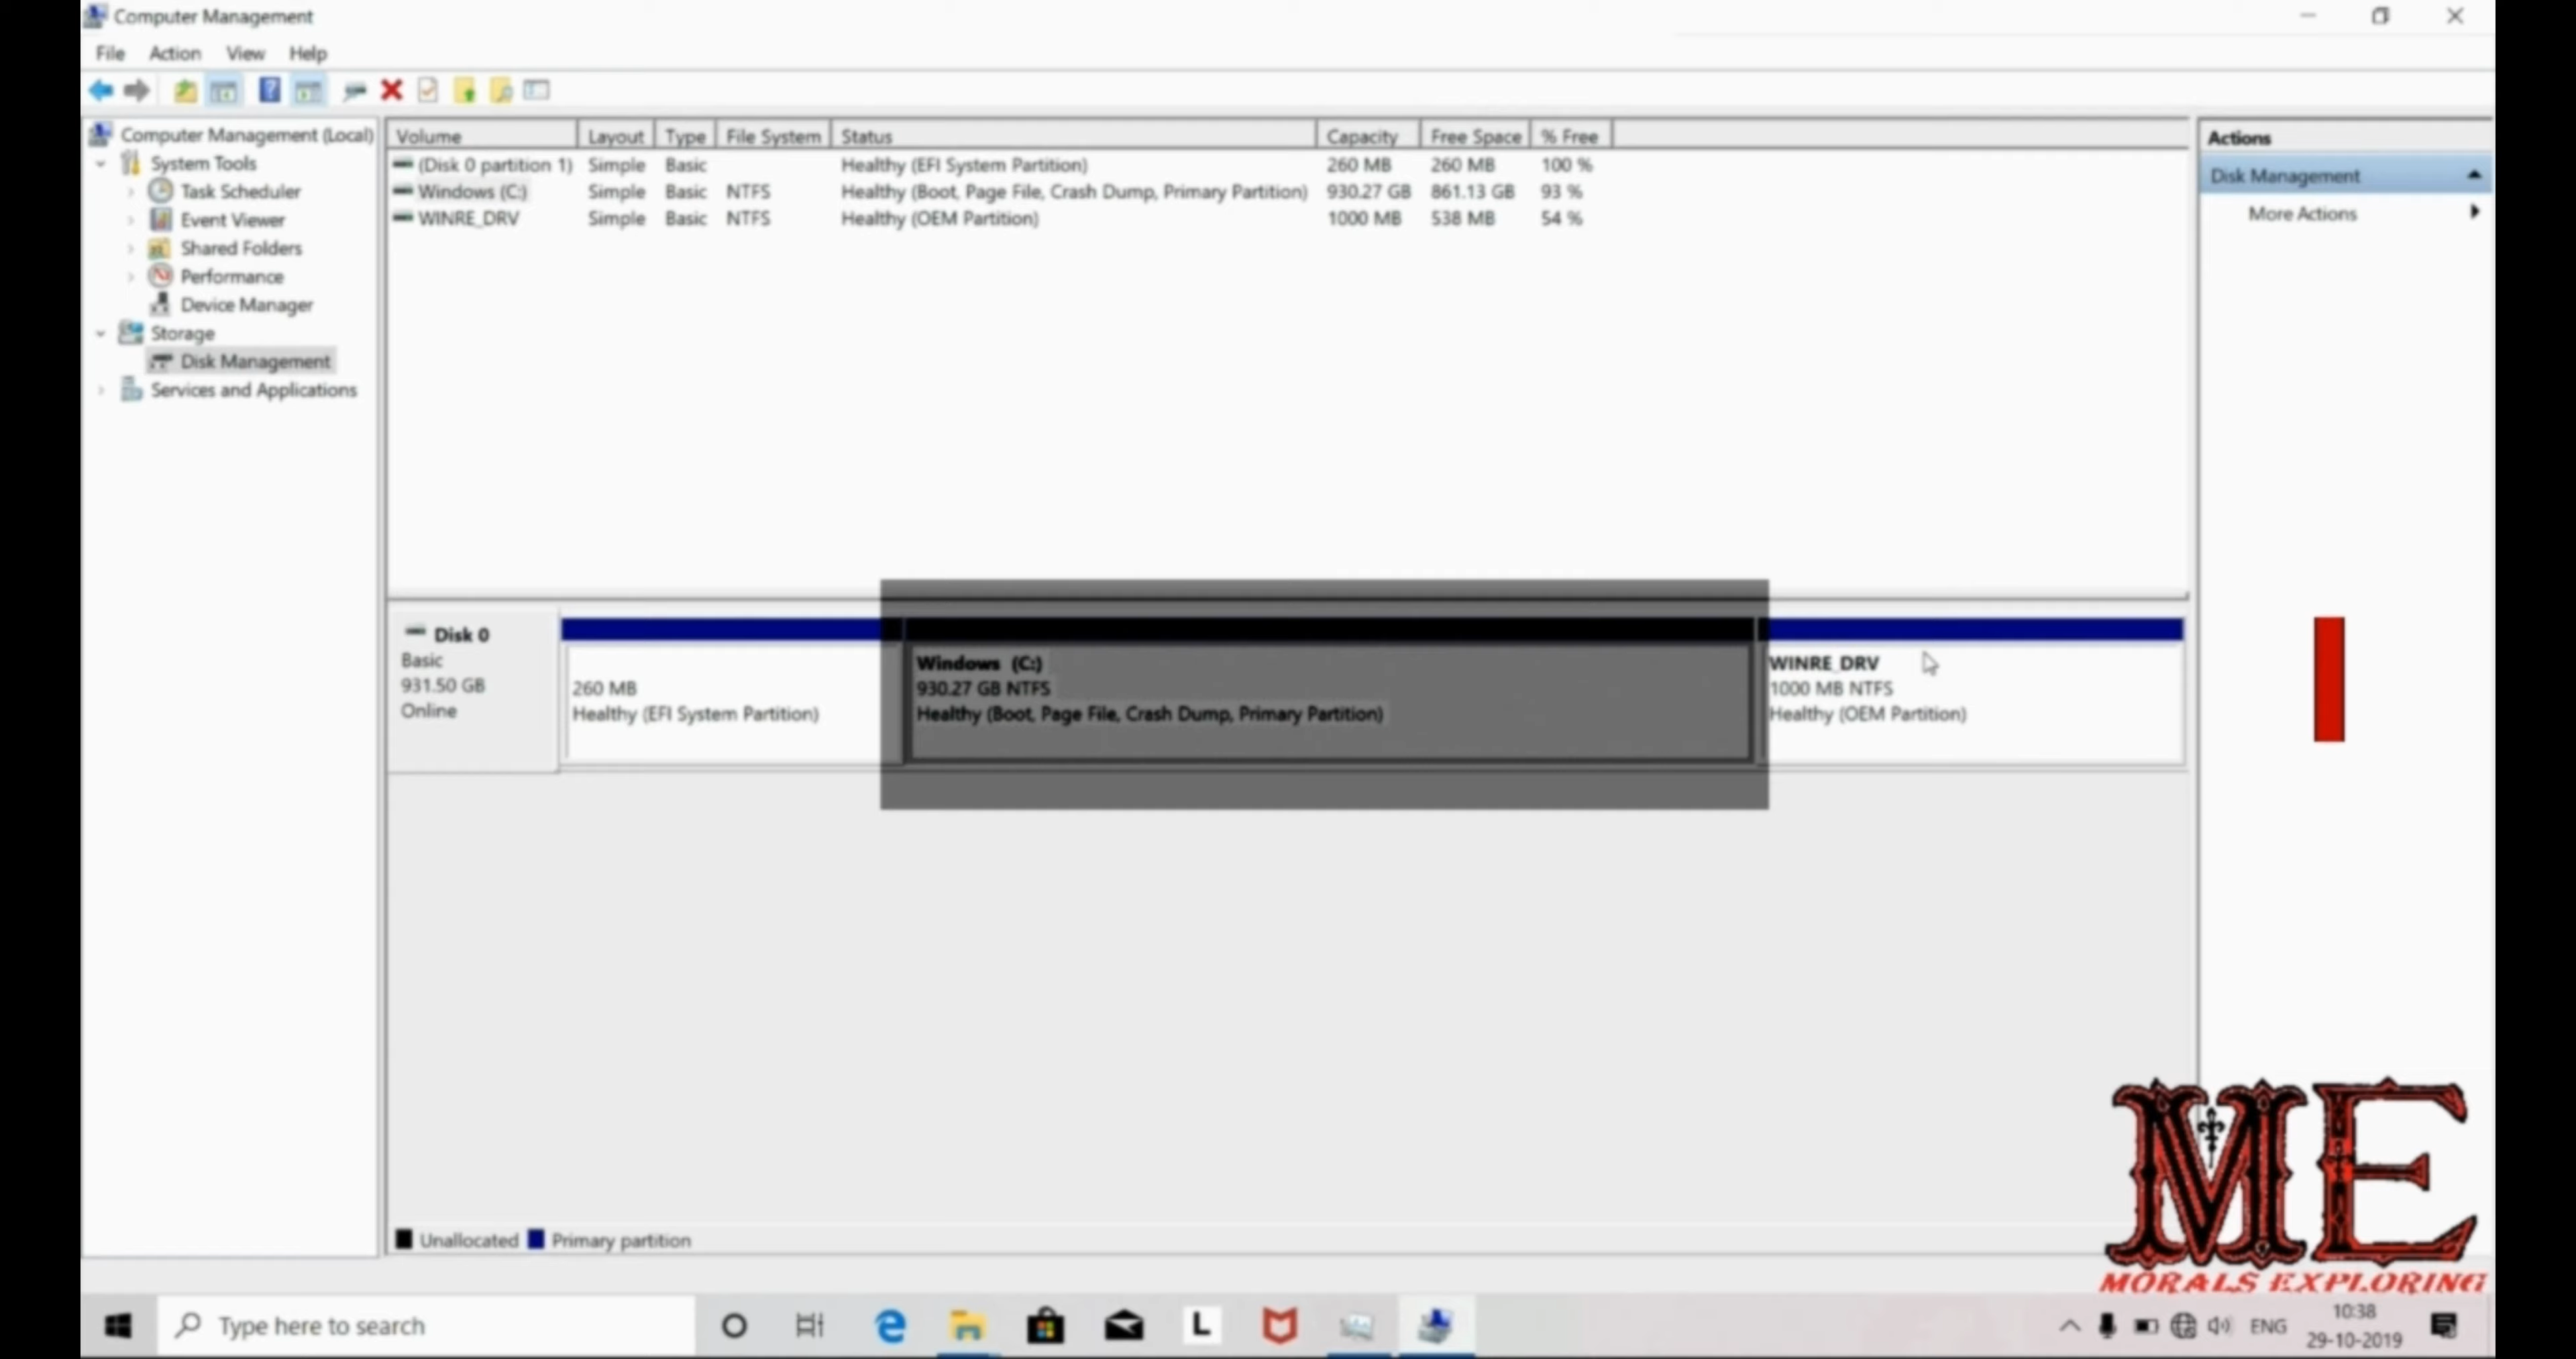 Computer Management
File Action View Help
Computer Management (Local)
System Tools
Task Scheduler
Event Viewer
Shared Folders
Performance
Device Manager
Storage
Disk Management
Services and Applications
Volume Layout Type File System Status Capacity Free Space % Free
(Disk 0 partition 1) Simple Basic Healthy (EFI System Partition) 260 MB 260 MB 100 %
Windows (C:) Simple Basic NTFS Healthy (Boot, Page File, Crash Dump, Primary Partition) 930.27 GB 861.13 GB 93 %
WINRE_DRV Simple Basic NTFS Healthy (OEM Partition) 1000 MB 538 MB 54 %
Actions
Disk Management
More Actions
Disk 0
Basic
931.50 GB
Online
260 MB
Healthy (EFI System Partition)
Windows (C:)
930.27 GB NTFS
Healthy (Boot, Page File, Crash Dump, Primary Partition)
WINRE_DRV
1000 MB NTFS
Healthy (OEM Partition)
Unallocated Primary partition
ME
MORALS EXPLORING
Type here to search
L
ENG
10:38
29-10-2019